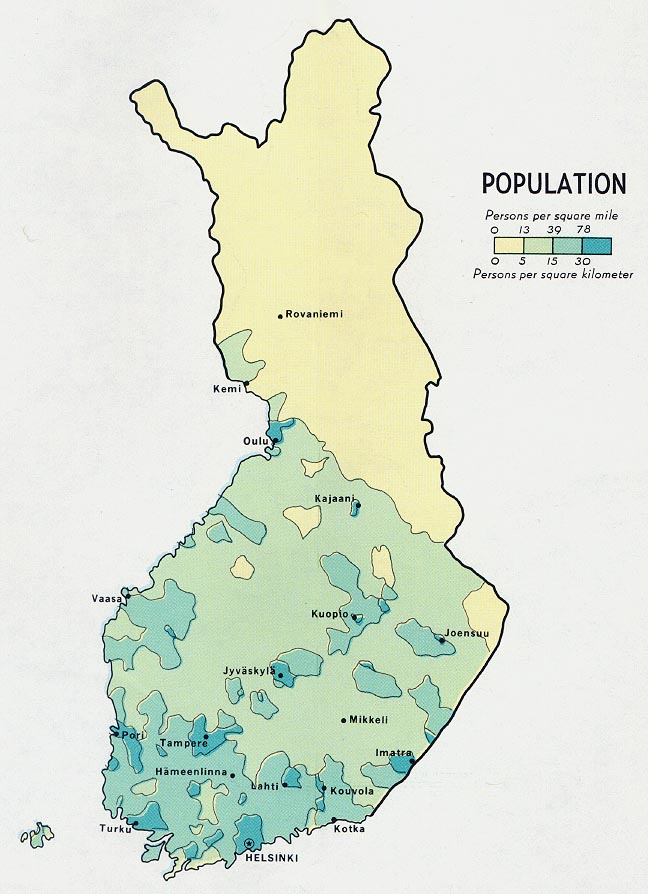 POPULATION
Persons per square mile
0 13 39 78
0 5 15 30
Persons per square kilometer
Rovaniemi
Kemi
Oulu
Kajaani
Vaasa
Kuopio
Joensuu
Jyväskylä
Mikkeli
Pori
Tampere
Imatra
Hämeenlinna
Lahti
Kouvola
Turku
Kotka
HELSINKI